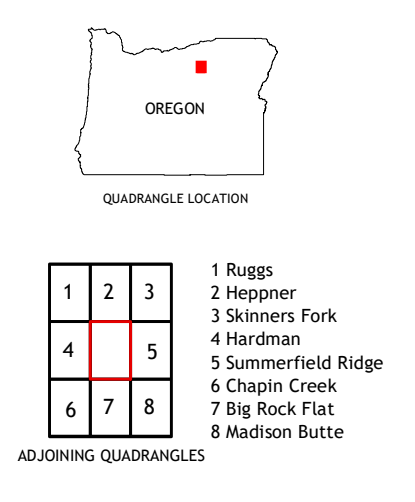 OREGON
QUADRANGLE LOCATION
1 2 3
4 5
6 7 8
1 Ruggs
2 Heppner
3 Skinners Fork
4 Hardman
5 Summerfield Ridge
6 Chapin Creek
7 Big Rock Flat
8 Madison Butte
ADJOINING QUADRANGLES